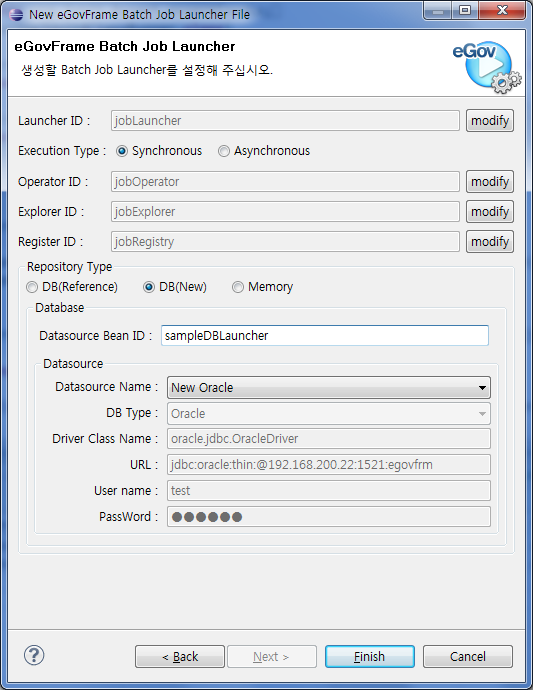 New eGovFrame Batch Job Launcher File
eGovFrame Batch Job Launcher
생성할 Batch Job Launcher를 설정해 주십시오.
eGov
Launcher ID : jobLauncher modify
Execution Type : Synchronous Asynchronous
Operator ID : jobOperator modify
Explorer ID : jobExplorer modify
Register ID : jobRegistry modify
Repository Type
DB(Reference) DB(New) Memory
Database
Datasource Bean ID : sampleDBLauncher
Datasource
Datasource Name : New Oracle
DB Type : Oracle
Driver Class Name : oracle.jdbc.OracleDriver
URL : jdbc:oracle:thin:@192.168.200.22:1521:egovfrm
User name : test
PassWord : ●●●●●●
? < Back Next > Finish Cancel